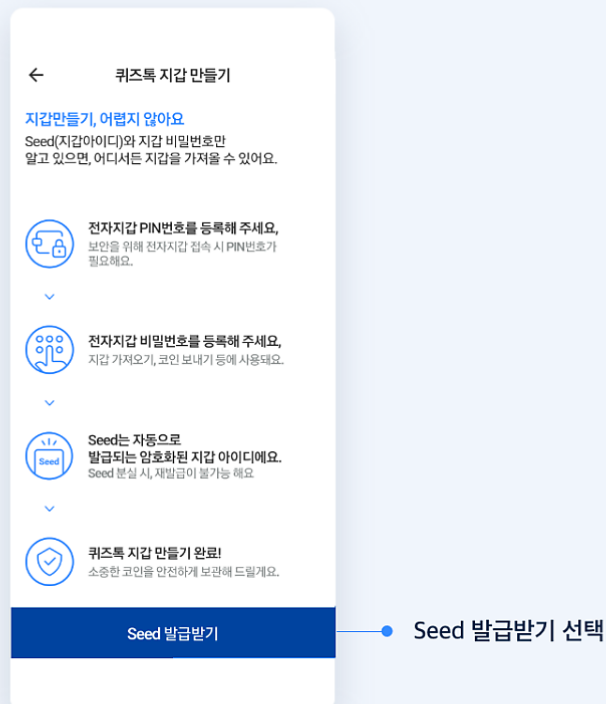 퀴즈톡 지갑 만들기
지갑만들기, 어렵지 않아요
Seed(지갑아이디)와 지갑 비밀번호만
알고 있으면, 어디서든 지갑을 가져올 수 있어요.
전자지갑 PIN번호를 등록해 주세요,
보안을 위해 전자지갑 접속 시 PIN번호가
필요해요.
전자지갑 비밀번호를 등록해 주세요,
지갑 가져오기, 코인 보내기 등에 사용돼요.
Seed
Seed는 자동으로
발급되는 암호화된 지갑 아이디에요.
Seed 분실 시, 재발급이 불가능 해요
퀴즈톡 지갑 만들기 완료!
소중한 코인을 안전하게 보관해 드릴게요.
Seed 발급받기
Seed 발급받기 선택